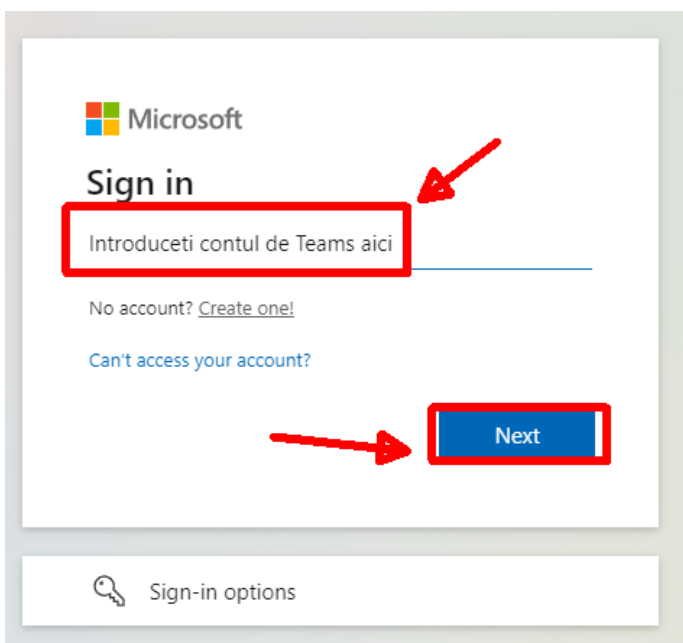 Microsoft
Sign in
Introduceti contul de Teams aici
No account? Create one!
Can't access your account?
Next
Sign-in options